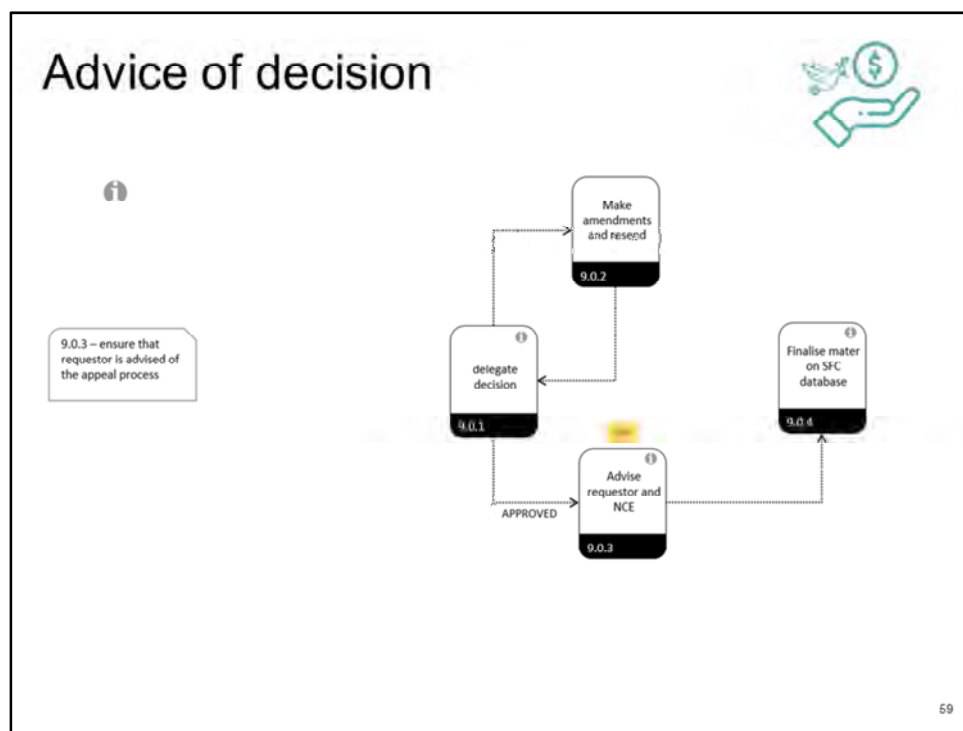 Advice of decision
$
Make
amendments
and resend
9.0.2
9.0.3 – ensure that
requestor is advised of
the appeal process
delegate
decision
9.0.1
Finalise mater
on SFC
database
9.0.4
Advise
requestor and
NCE
9.0.3
APPROVED
59